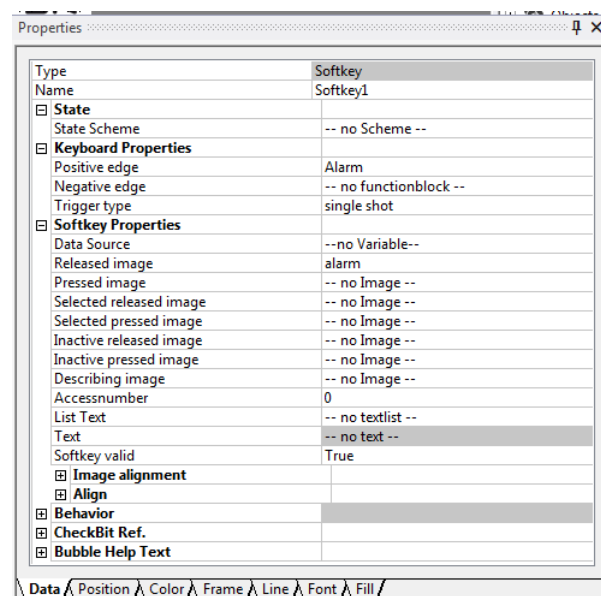 Properties
Type Softkey
Name Softkey1
State
State Scheme -- no Scheme --
Keyboard Properties
Positive edge Alarm
Negative edge -- no functionblock --
Trigger type single shot
Softkey Properties
Data Source --no Variable--
Released image alarm
Pressed image -- no Image --
Selected released image -- no Image --
Selected pressed image -- no Image --
Inactive released image -- no Image --
Inactive pressed image -- no Image --
Describing image -- no Image --
Accessnumber 0
List Text -- no textlist --
Text -- no text --
Softkey valid True
Image alignment
Align
Behavior
CheckBit Ref.
Bubble Help Text
Data Position Color Frame Line Font Fill